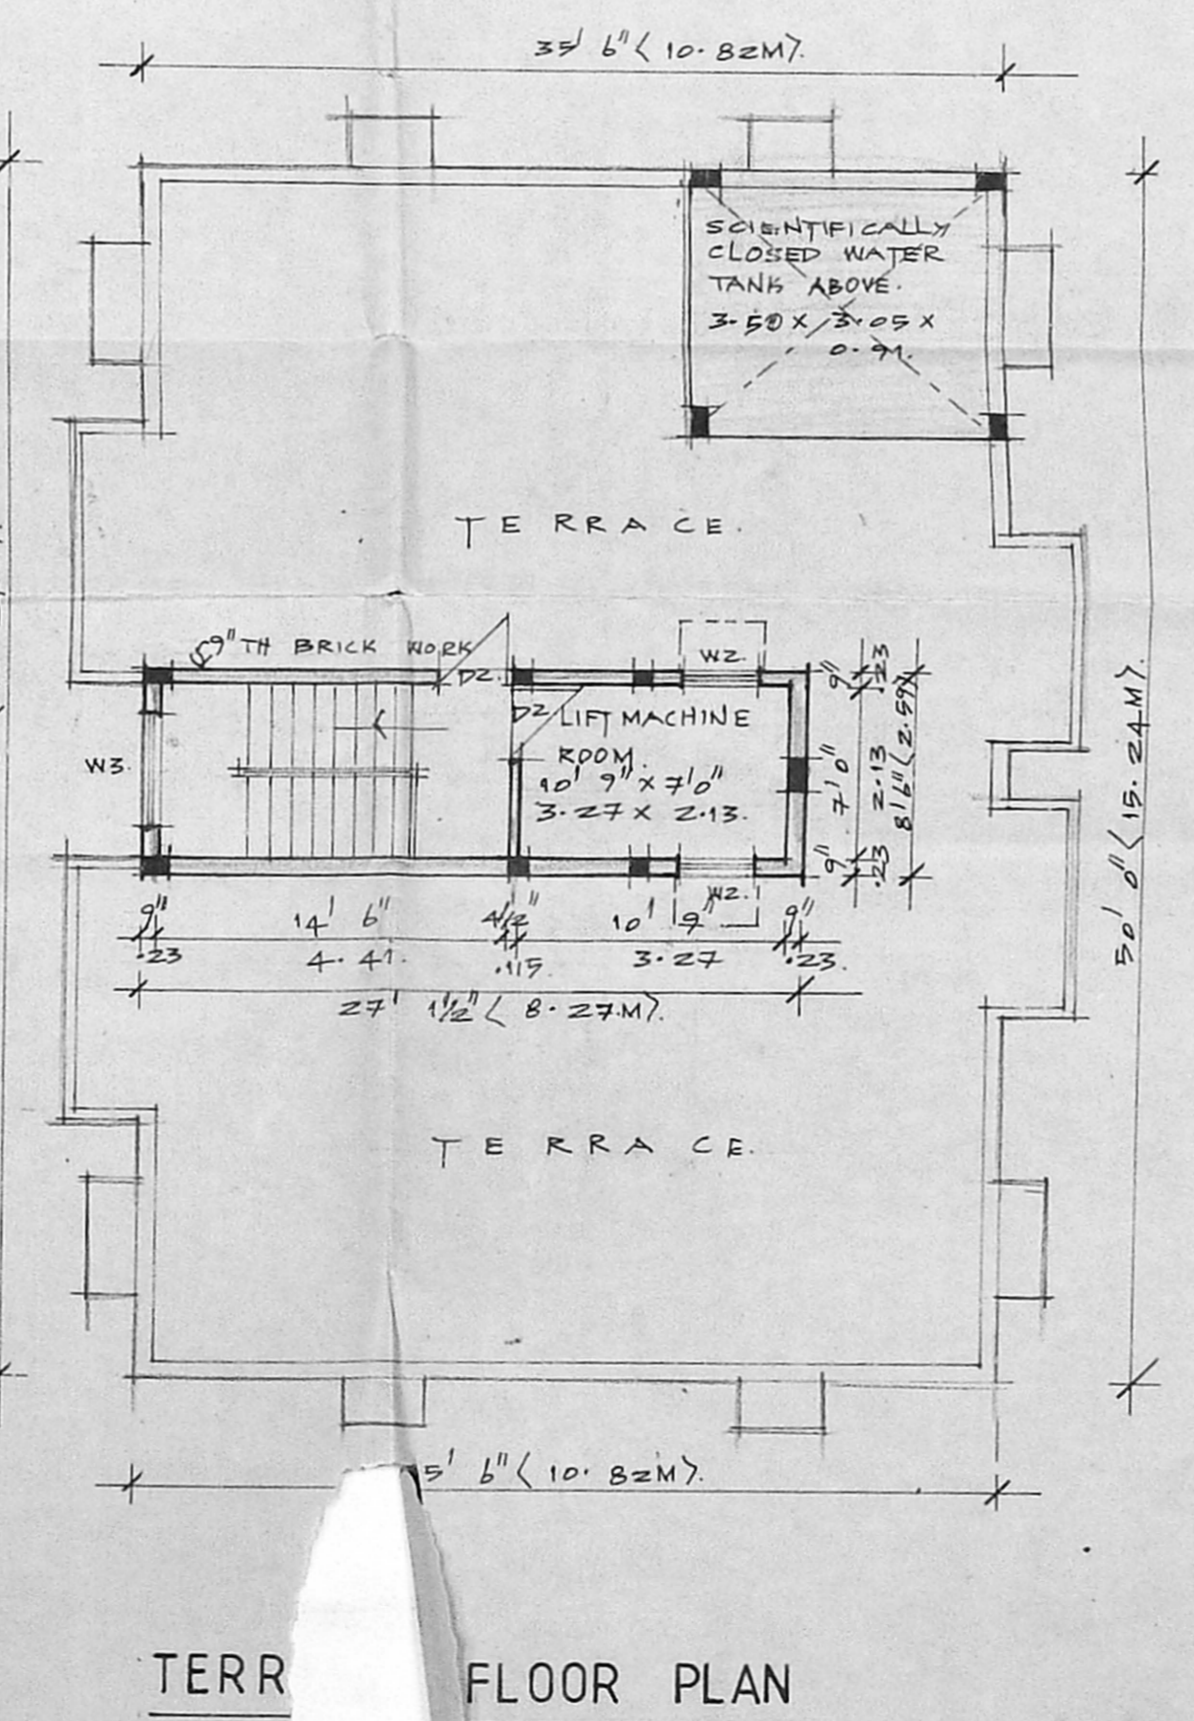 35' 6" ( 10.82M).
SCIENTIFICALLY
CLOSED WATER
TANK ABOVE.
3.50 X 3.05 X
0.91.
TERRACE.
9" TH BRICK WORK
D2.
W2.
W3.
D2
LIFT MACHINE
ROOM.
10' 9" X 7'0"
3.27 X 2.13.
9" 7'0" 9"
.23 2.13 .23
8'6" ( 2.59)
50' 0" ( 15.24M).
W2.
9" 14' 6" 4½" 10' 9" 9"
.23 4.41. .115 3.27 .23.
27' 1½" ( 8.27M).
TERRACE.
5' 6" ( 10.82M).
TERR FLOOR PLAN